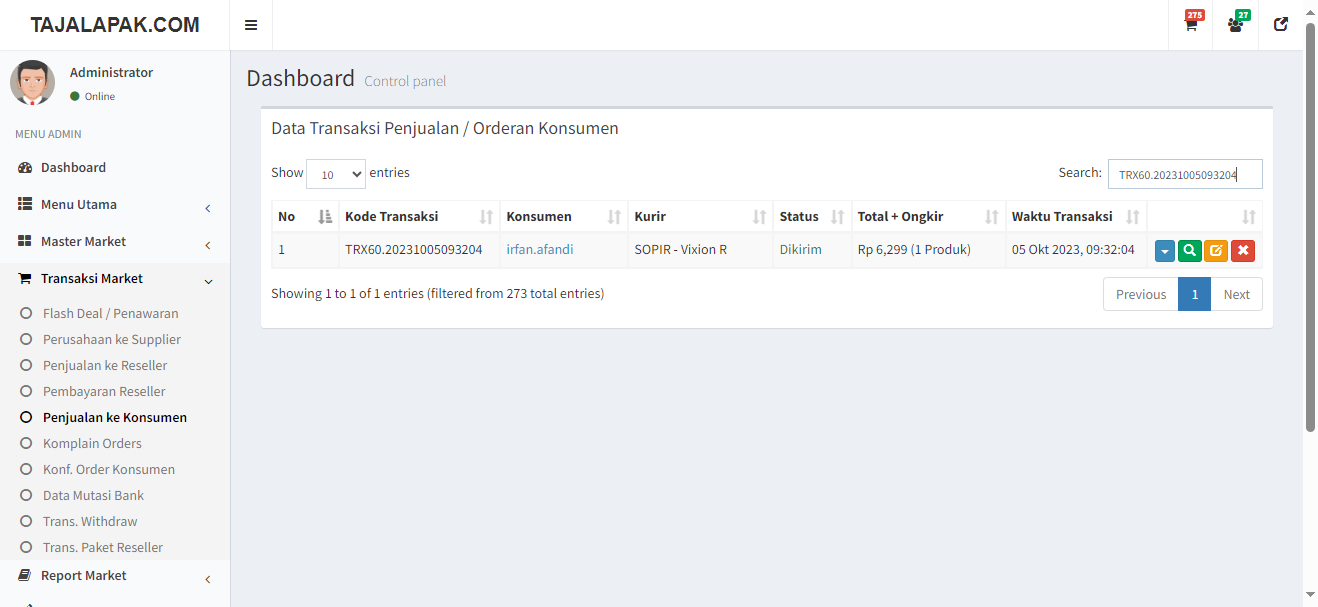 TAJALAPAK.COM
275
27
Administrator
Online
MENU ADMIN
Dashboard
Menu Utama
Master Market
Transaksi Market
Flash Deal / Penawaran
Perusahaan ke Supplier
Penjualan ke Reseller
Pembayaran Reseller
Penjualan ke Konsumen
Komplain Orders
Konf. Order Konsumen
Data Mutasi Bank
Trans. Withdraw
Trans. Paket Reseller
Report Market
Dashboard Control panel
Data Transaksi Penjualan / Orderan Konsumen
Show 10 entries Search: TRX60.20231005093204
No Kode Transaksi Konsumen Kurir Status Total + Ongkir Waktu Transaksi
1 TRX60.20231005093204 irfan.afandi SOPIR - Vixion R Dikirim Rp 6,299 (1 Produk) 05 Okt 2023, 09:32:04
Showing 1 to 1 of 1 entries (filtered from 273 total entries) Previous 1 Next